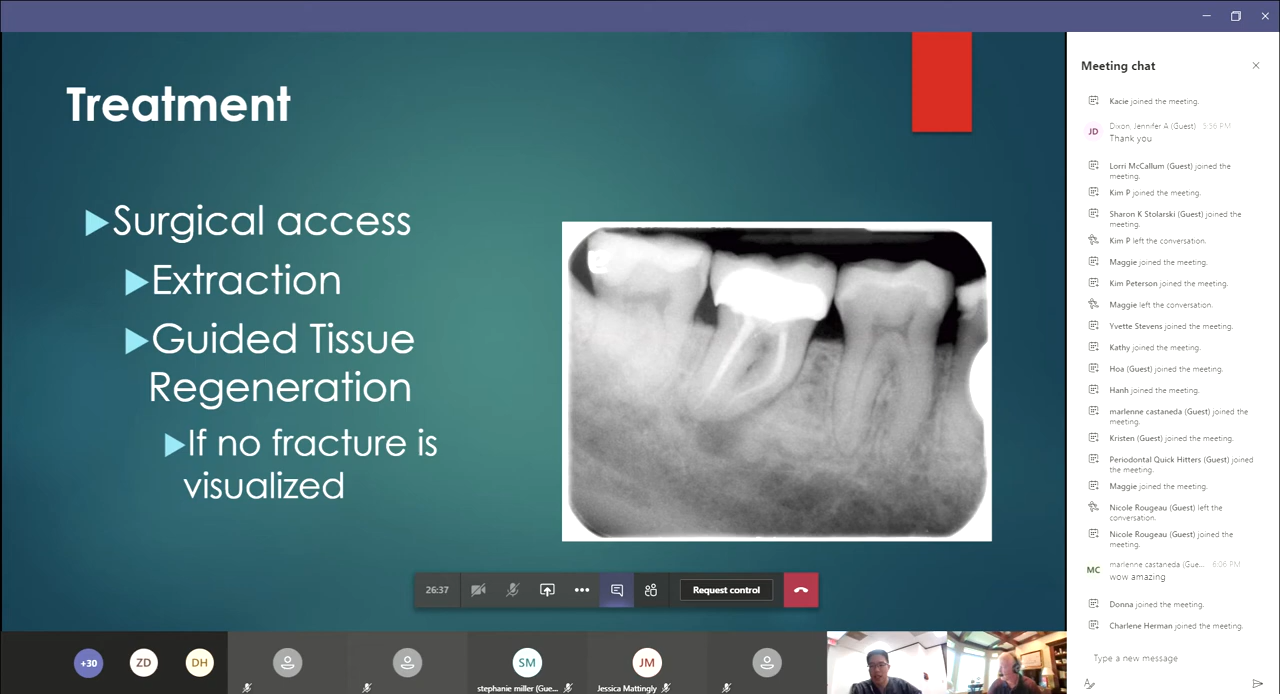 Treatment
Surgical access
Extraction
Guided Tissue
Regeneration
If no fracture is
visualized
26:37
Request control
+30
ZD
DH
SM
stephanie miller (Gue...
JM
Jessica Mattingly
Meeting chat
Kacie joined the meeting.
JD
Dixon, Jennifer A (Guest) 5:56 PM
Thank you
Lorri McCallum (Guest) joined the
meeting.
Kim P joined the meeting.
Sharon K Stolarski (Guest) joined the
meeting.
Kim P left the conversation.
Maggie joined the meeting.
Kim Peterson joined the meeting.
Maggie left the conversation.
Yvette Stevens joined the meeting.
Kathy joined the meeting.
Hoa (Guest) joined the meeting.
Hanh joined the meeting.
marlenne castaneda (Guest) joined the
meeting.
Kristen (Guest) joined the meeting.
Periodontal Quick Hitters (Guest) joined
the meeting.
Maggie joined the meeting.
Nicole Rougeau (Guest) left the
conversation.
Nicole Rougeau (Guest) joined the
meeting.
MC
marlenne castaneda (Gue... 6:06 PM
wow amazing
Donna joined the meeting.
Charlene Herman joined the meeting.
Type a new message